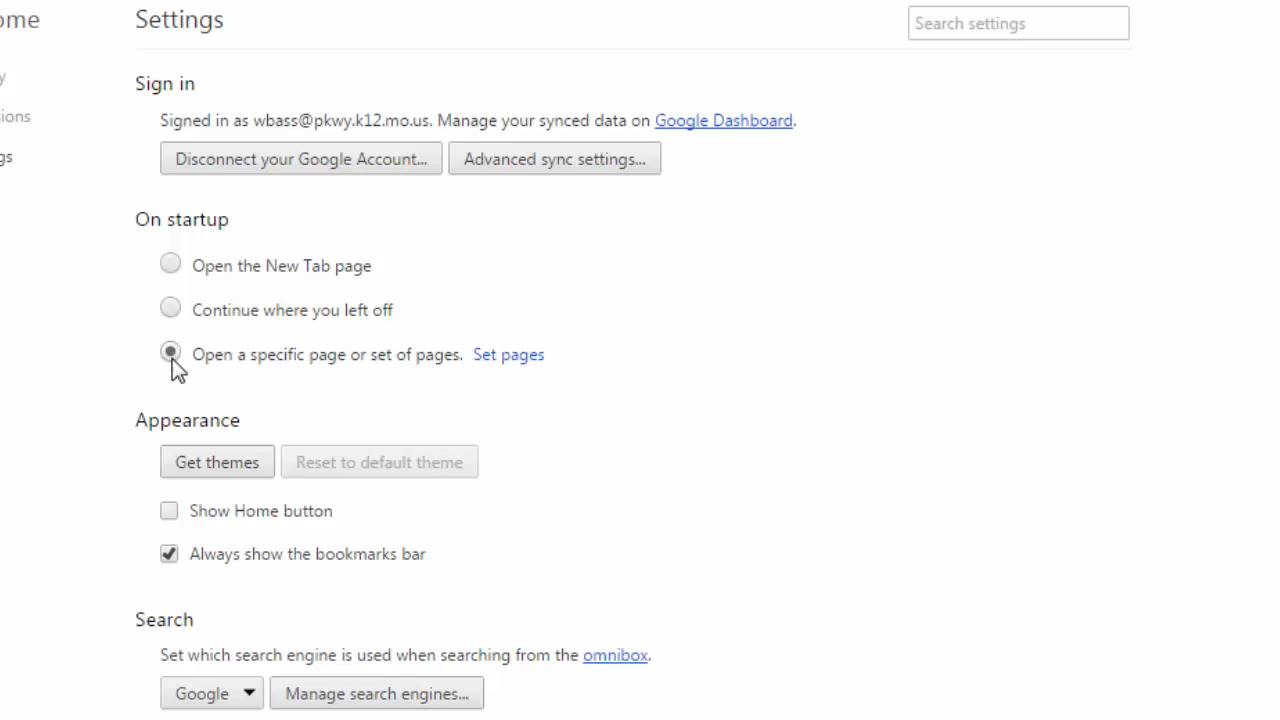 ome
Settings
Search settings
y
Sign in
sions
Signed in as wbass@pkwy.k12.mo.us. Manage your synced data on Google Dashboard.
gs
Disconnect your Google Account... Advanced sync settings...
On startup
Open the New Tab page
Continue where you left off
Open a specific page or set of pages. Set pages
Appearance
Get themes Reset to default theme
Show Home button
Always show the bookmarks bar
Search
Set which search engine is used when searching from the omnibox.
Google Manage search engines...